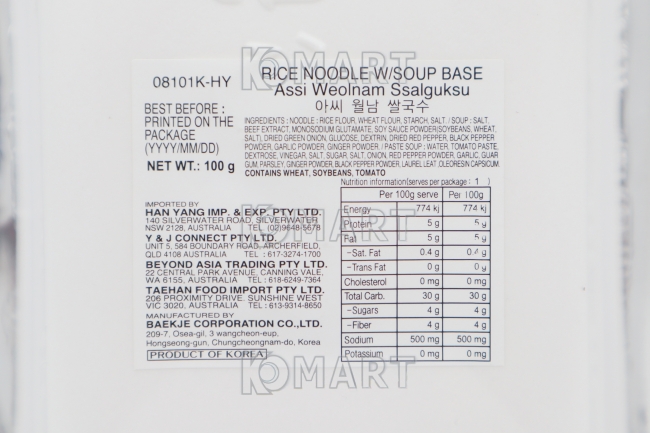 KOMART
08101K-HY
BEST BEFORE :
PRINTED ON THE
PACKAGE
(YYYY/MM/DD)
NET WT.: 100 g
RICE NOODLE W/SOUP BASE
Assi Weolnam Ssalguksu
아씨 월남 쌀국수
INGREDIENTS : NOODLE : RICE FLOUR, WHEAT FLOUR, STARCH, SALT / SOUP : SALT,
BEEF EXTRACT, MONOSODIUM GLUTAMATE, SOY SAUCE POWDER(SOYBEANS, WHEAT,
SALT), DRIED GREEN ONION, GLUCOSE, DEXTRIN, DRIED RED PEPPER, BLACK PEPPER
POWDER, GARLIC POWDER, GINGER POWDER / PASTE SOUP : WATER, TOMATO PASTE,
DEXTROSE, VINEGAR, SALT, SUGAR, SALT, ONION, RED PEPPER POWDER, GARLIC, GUAR
GUM, PARSLEY, GINGER POWDER, BLACK PEPPER POWDER, LAUREL LEAF, OLEORESIN CAPSICUM.
CONTAINS WHEAT, SOYBEANS, TOMATO
Nutrition information(serves per package : 1 )
Per 100g serve Per 100g
Energy 774 kj 774 kj
Protein 5 g 5 g
Fat 5 g 5 g
-Sat. Fat 0.4 g 0.4 g
-Trans Fat 0 g 0 g
Cholesterol 0 mg 0 mg
Total Carb. 30 g 30 g
-Sugars 4 g 4 g
-Fiber 4 g 4 g
Sodium 500 mg 500 mg
Potassium 0 mg 0 mg
IMPORTED BY
HAN YANG IMP. & EXP. PTY LTD.
140 SILVERWATER ROAD, SILVERWATER
NSW 2128, AUSTRALIA TEL (02)9648-5678
Y & J CONNECT PTY LTD.
UNIT 5. 584 BOUNDARY ROAD, ARCHERFIELD,
QLD 4108 AUSTRALIA TEL : 617-3274-1700
BEYOND ASIA TRADING PTY LTD.
22 CENTRAL PARK AVENUE, CANNING VALE,
WA 6155, AUSTRALIA TEL : 618-6249-7364
TAEHAN FOOD IMPORT PTY LTD.
206 PROXIMITY DRIVE. SUNSHINE WEST
VIC 3020, AUSTRALIA TEL : 613-9314-8650
MANUFACTURED BY
BAEKJE CORPORATION CO.,LTD.
209-7, Osea-gil, 3 wangcheon-eup,
Hongseong-gun, Chungcheongnam-do, Korea
PRODUCT OF KOREA
KOMART
KOMART